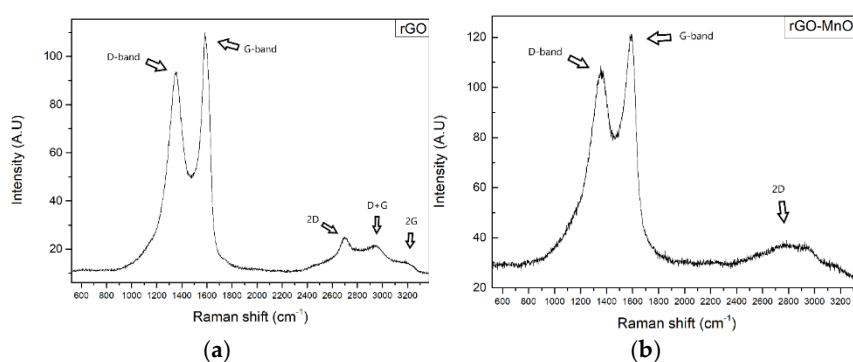 rGO
D-band
G-band
2D
D+G
2G
Intensity (A.U)
100
80
60
40
20
600 800 1000 1200 1400 1600 1800 2000 2200 2400 2600 2800 3000 3200
Raman shift (cm⁻¹)
(a)
rGO-MnO
D-band
G-band
2D
Intensity (A.U)
120
100
80
60
40
20
600 800 1000 1200 1400 1600 1800 2000 2200 2400 2600 2800 3000 3200
Raman shift (cm⁻¹)
(b)